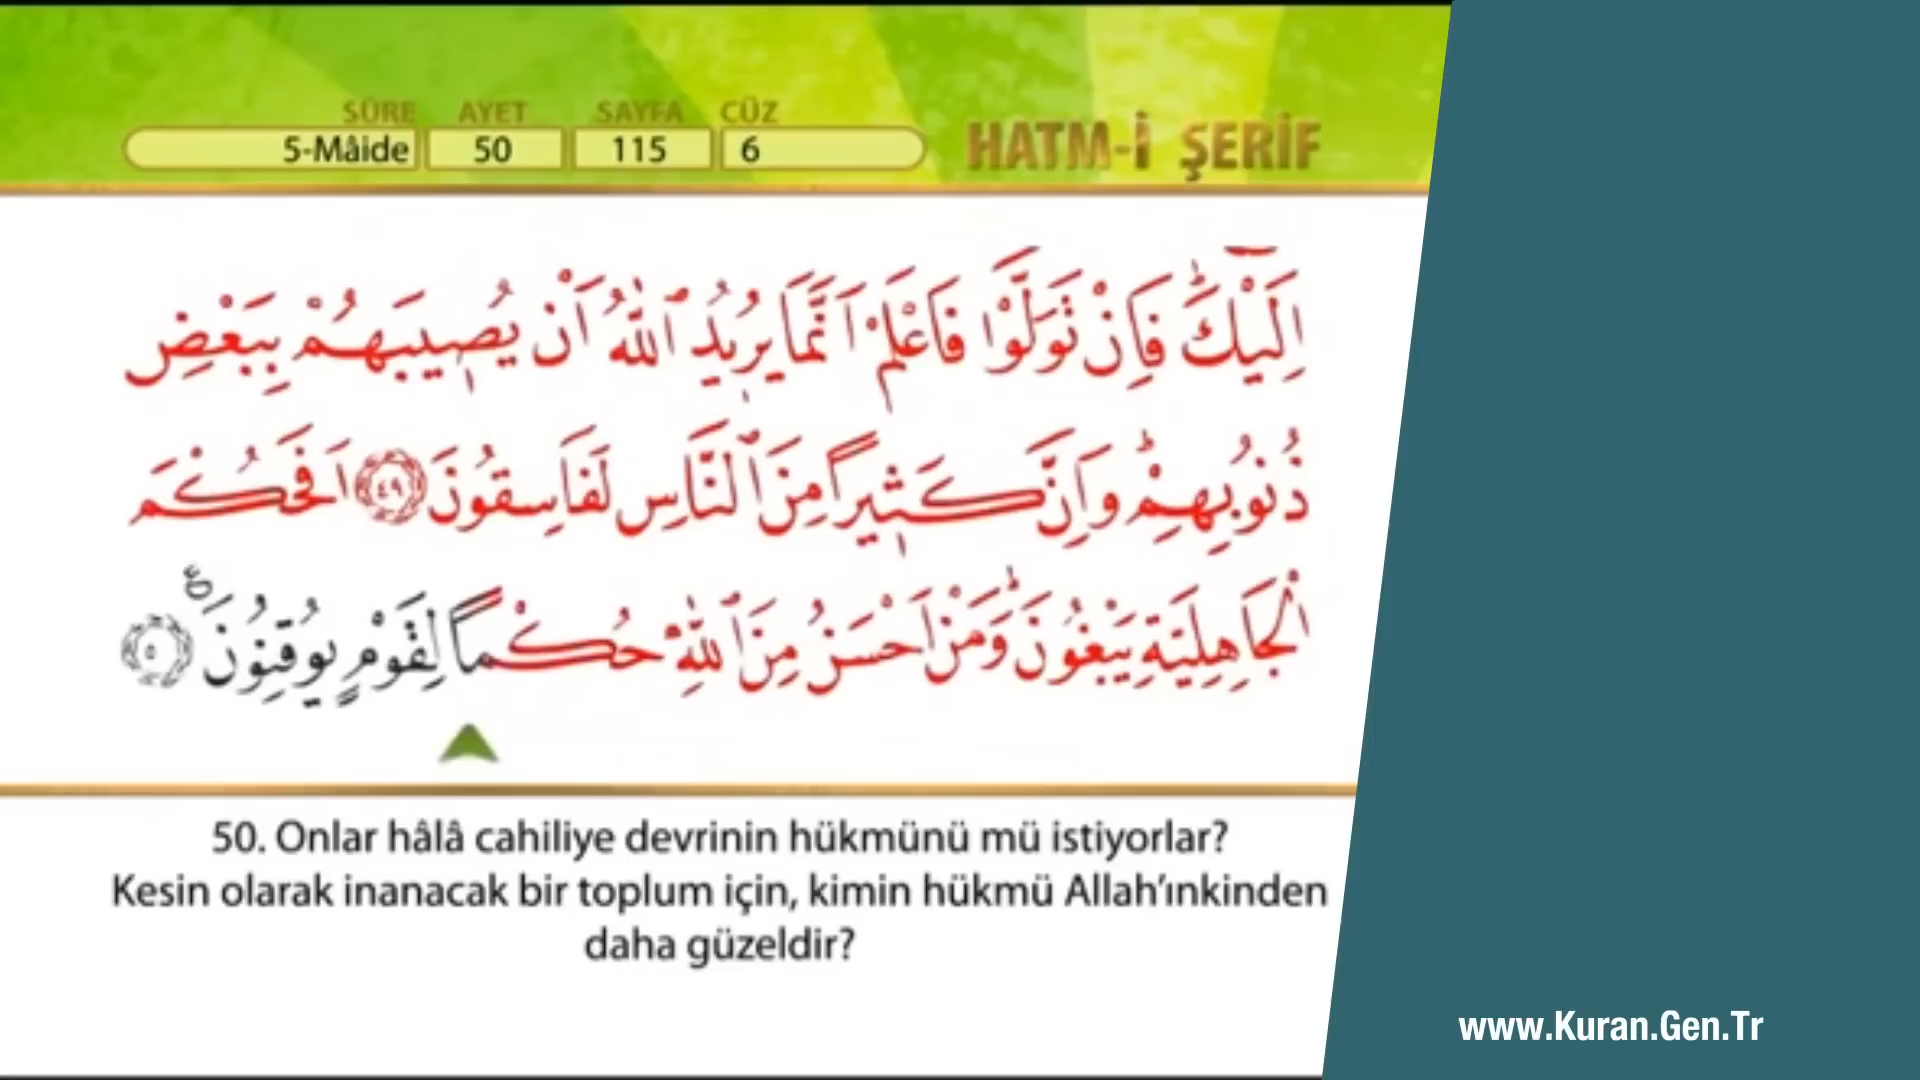 SÛRE AYET SAYFA CÜZ
5-Mâide 50 115 6
HATM-İ ŞERİF
اِلَيْكَۜ فَاِنْ تَوَلَّوْا فَاعْلَمْ اَنَّمَا يُر۪يدُ اللّٰهُ اَنْ يُص۪يبَهُمْ بِبَعْضِ
ذُنُوبِهِمْۜ وَاِنَّ كَث۪يرًا مِنَ النَّاسِ لَفَاسِقُونَ ﴿٤٩﴾ اَفَحُكْمَ
الْجَاهِلِيَّةِ يَبْغُونَۜ وَمَنْ اَحْسَنُ مِنَ اللّٰهِ حُكْمًا لِقَوْمٍ يُوقِنُونَ ع ﴿٥٠﴾
50. Onlar hâlâ cahiliye devrinin hükmünü mü istiyorlar?
Kesin olarak inanacak bir toplum için, kimin hükmü Allah’ınkinden
daha güzeldir?
www.Kuran.Gen.Tr